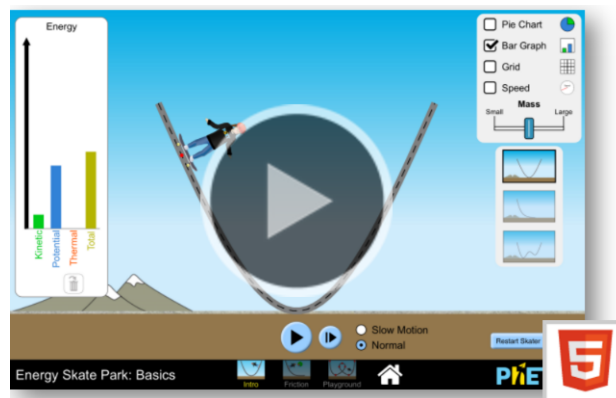 Energy
Kinetic
Potential
Thermal
Total
Pie Chart
Bar Graph
Grid
Speed
Mass
Small
Large
Slow Motion
Normal
Restart Skater
Energy Skate Park: Basics
Intro
Friction
Playground
PhET
5